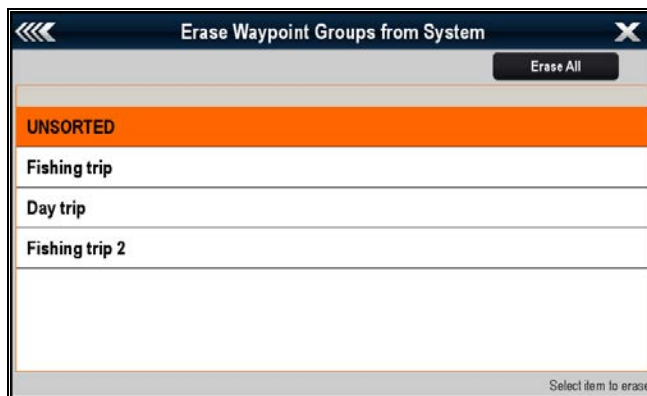 Erase Waypoint Groups from System
Erase All
UNSORTED
Fishing trip
Day trip
Fishing trip 2
Select item to erase